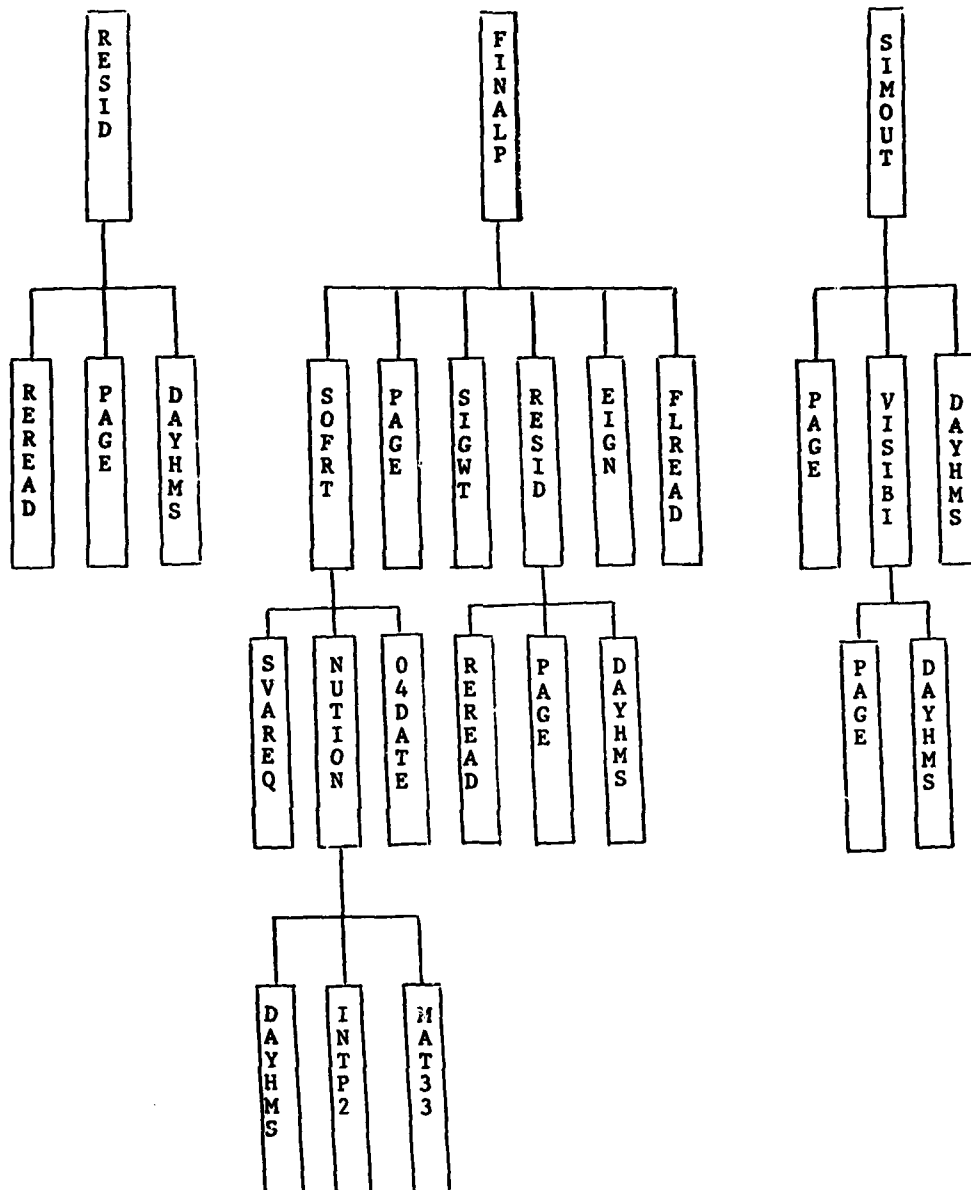 RESID
FINALP
SIMOUT
REREAD
PAGE
DAYHMS
SOFRT
PAGE
SIGWT
RESID
EIGN
FLREAD
PAGE
VISIBI
DAYHMS
SVAREQ
NUTION
04DATE
REREAD
PAGE
DAYHMS
PAGE
DAYHMS
DAYHMS
INTP2
MAT33